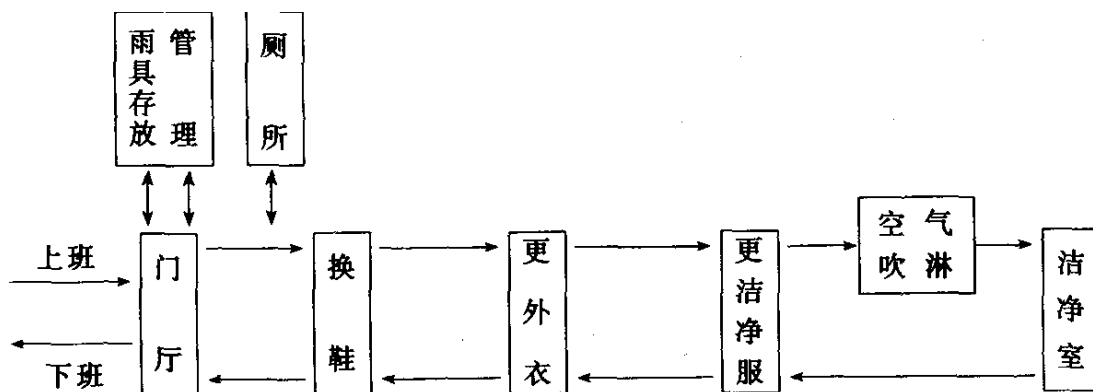 雨具存放
管理
厕所
上班
下班
门厅
换鞋
更外衣
更洁净服
空气
吹淋
洁净室